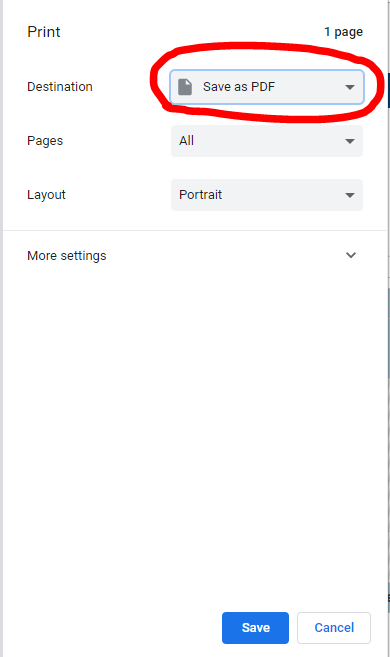 Print 1 page
Destination Save as PDF
Pages All
Layout Portrait
More settings
Save Cancel